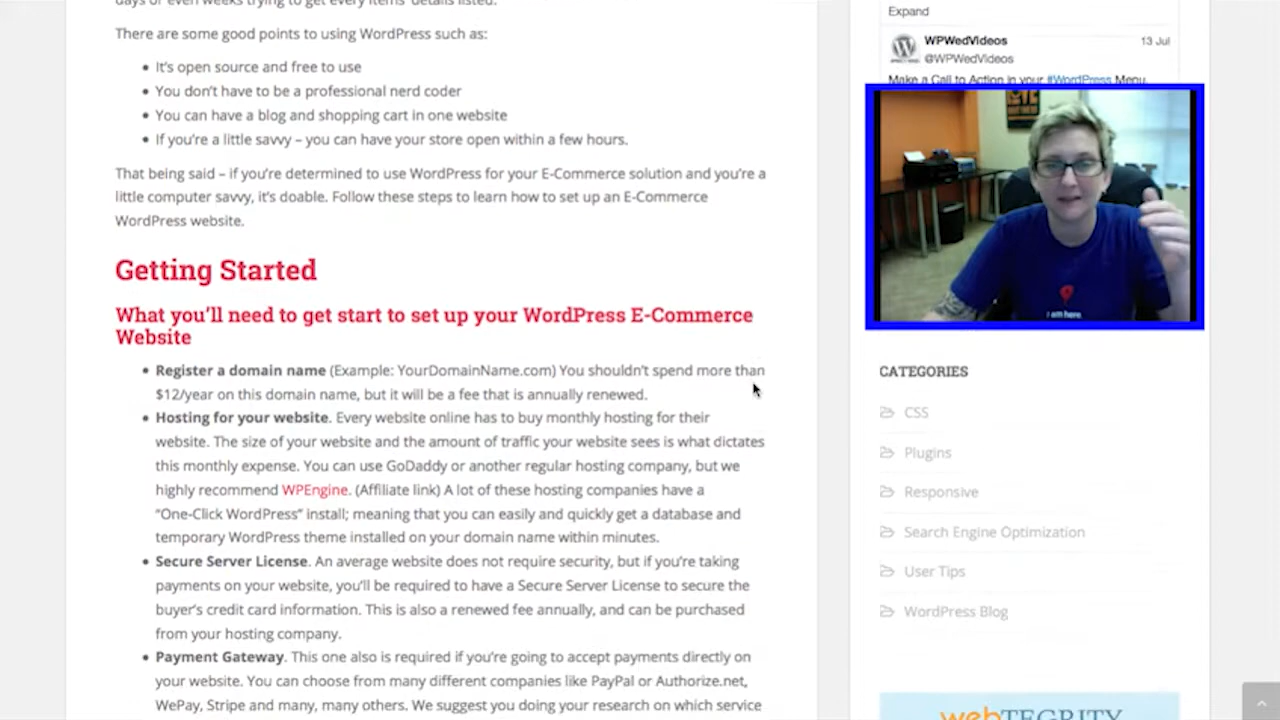 days or even weeks trying to get every items' details listed.
There are some good points to using WordPress such as:
It's open source and free to use
You don't have to be a professional nerd coder
You can have a blog and shopping cart in one website
If you're a little savvy – you can have your store open within a few hours.
That being said – if you're determined to use WordPress for your E-Commerce solution and you're a
little computer savvy, it's doable. Follow these steps to learn how to set up an E-Commerce
WordPress website.
Getting Started
What you'll need to get start to set up your WordPress E-Commerce
Website
Register a domain name (Example: YourDomainName.com) You shouldn't spend more than
$12/year on this domain name, but it will be a fee that is annually renewed.
Hosting for your website. Every website online has to buy monthly hosting for their
website. The size of your website and the amount of traffic your website sees is what dictates
this monthly expense. You can use GoDaddy or another regular hosting company, but we
highly recommend WPEngine. (Affiliate link) A lot of these hosting companies have a
"One-Click WordPress" install; meaning that you can easily and quickly get a database and
temporary WordPress theme installed on your domain name within minutes.
Secure Server License. An average website does not require security, but if you're taking
payments on your website, you'll be required to have a Secure Server License to secure the
buyer's credit card information. This is also a renewed fee annually, and can be purchased
from your hosting company.
Payment Gateway. This one also is required if you're going to accept payments directly on
your website. You can choose from many different companies like PayPal or Authorize.net,
WePay, Stripe and many, many others. We suggest you doing your research on which service
Expand
WPWedVideos 13 Jul
@WPWedVideos
Make a Call to Action in your #WordPress Menu.
i am here.
CATEGORIES
CSS
Plugins
Responsive
Search Engine Optimization
User Tips
WordPress Blog
webTEGRITY